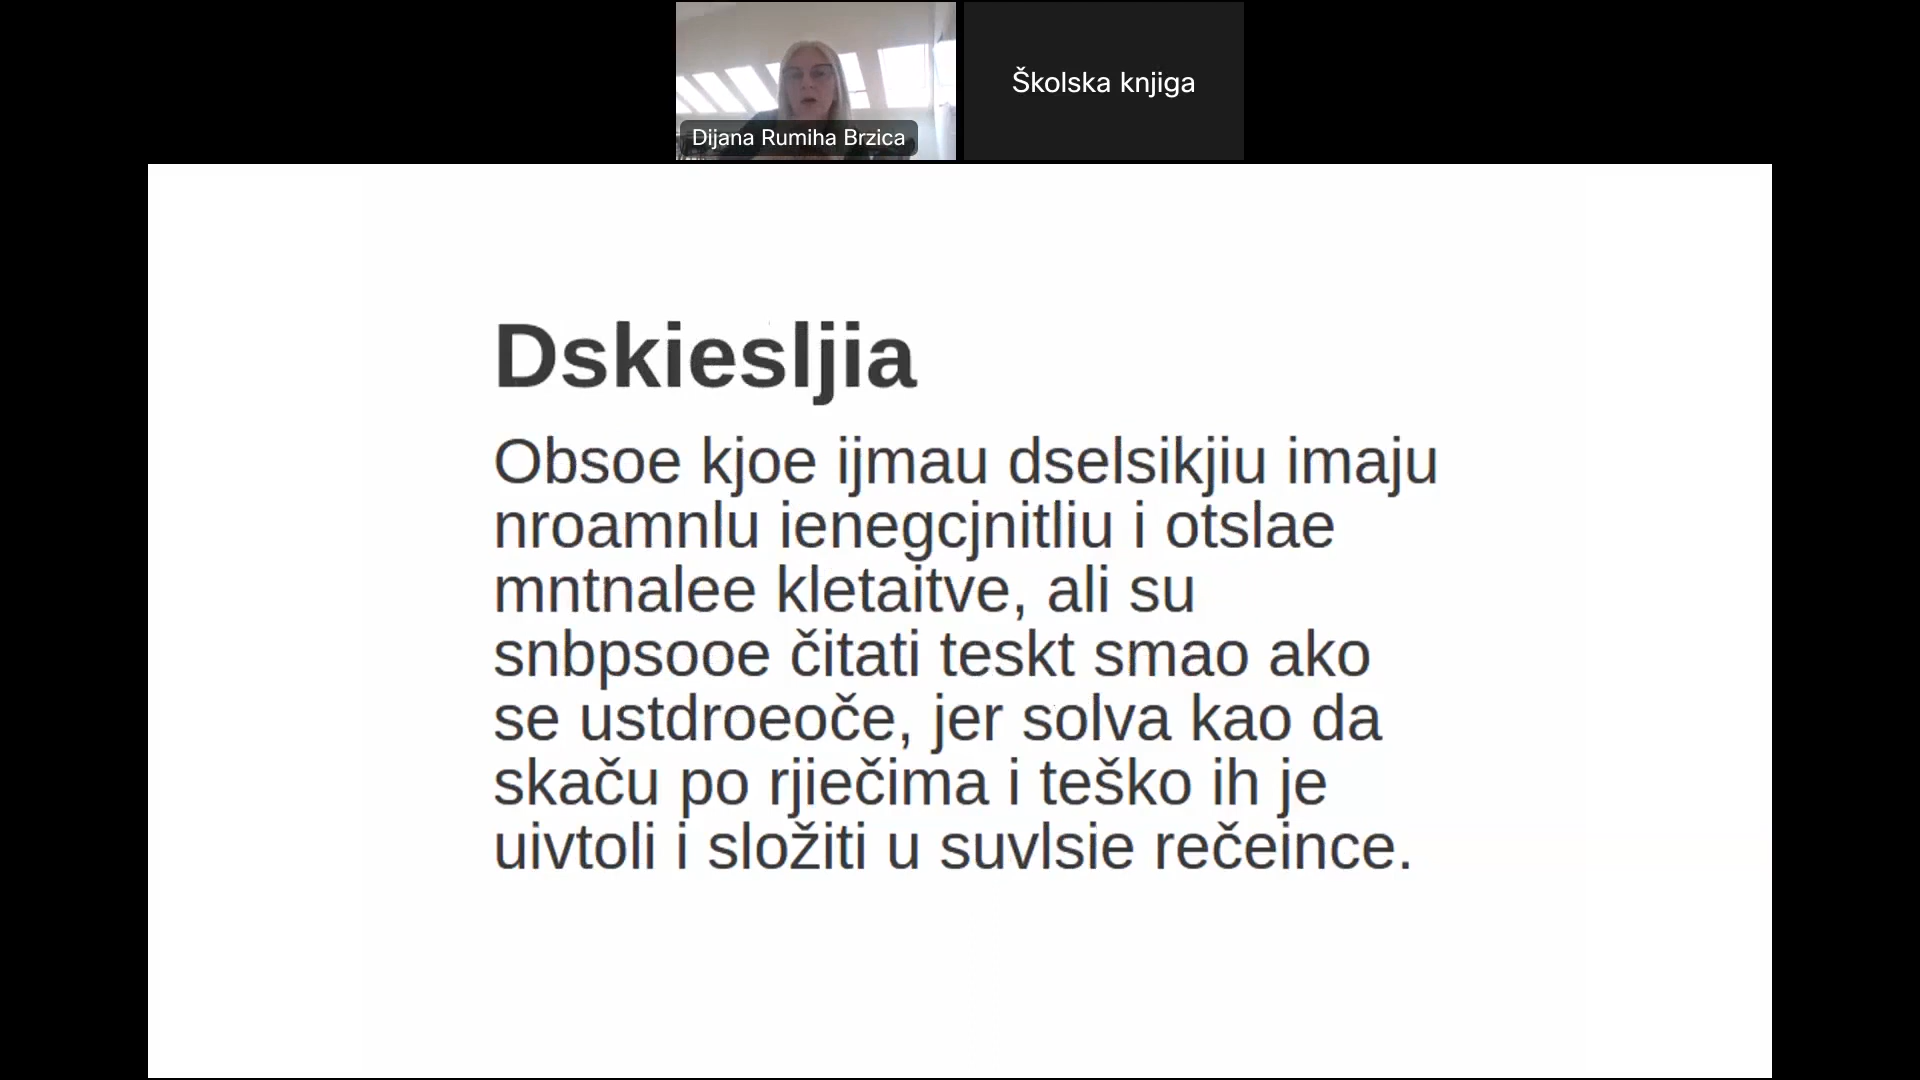 Dijana Rumiha Brzica
Školska knjiga
Dskiesljia
Obsoe kjoe ijmau dselsikjiu imaju
nroamnlu ienegcjnitliu i otslae
mntnalee kletaitve, ali su
snbpsooe čitati teskt smao ako
se ustdroeoče, jer solva kao da
skaču po rjiečima i teško ih je
uivtoli i složiti u suvlsie rečeince.